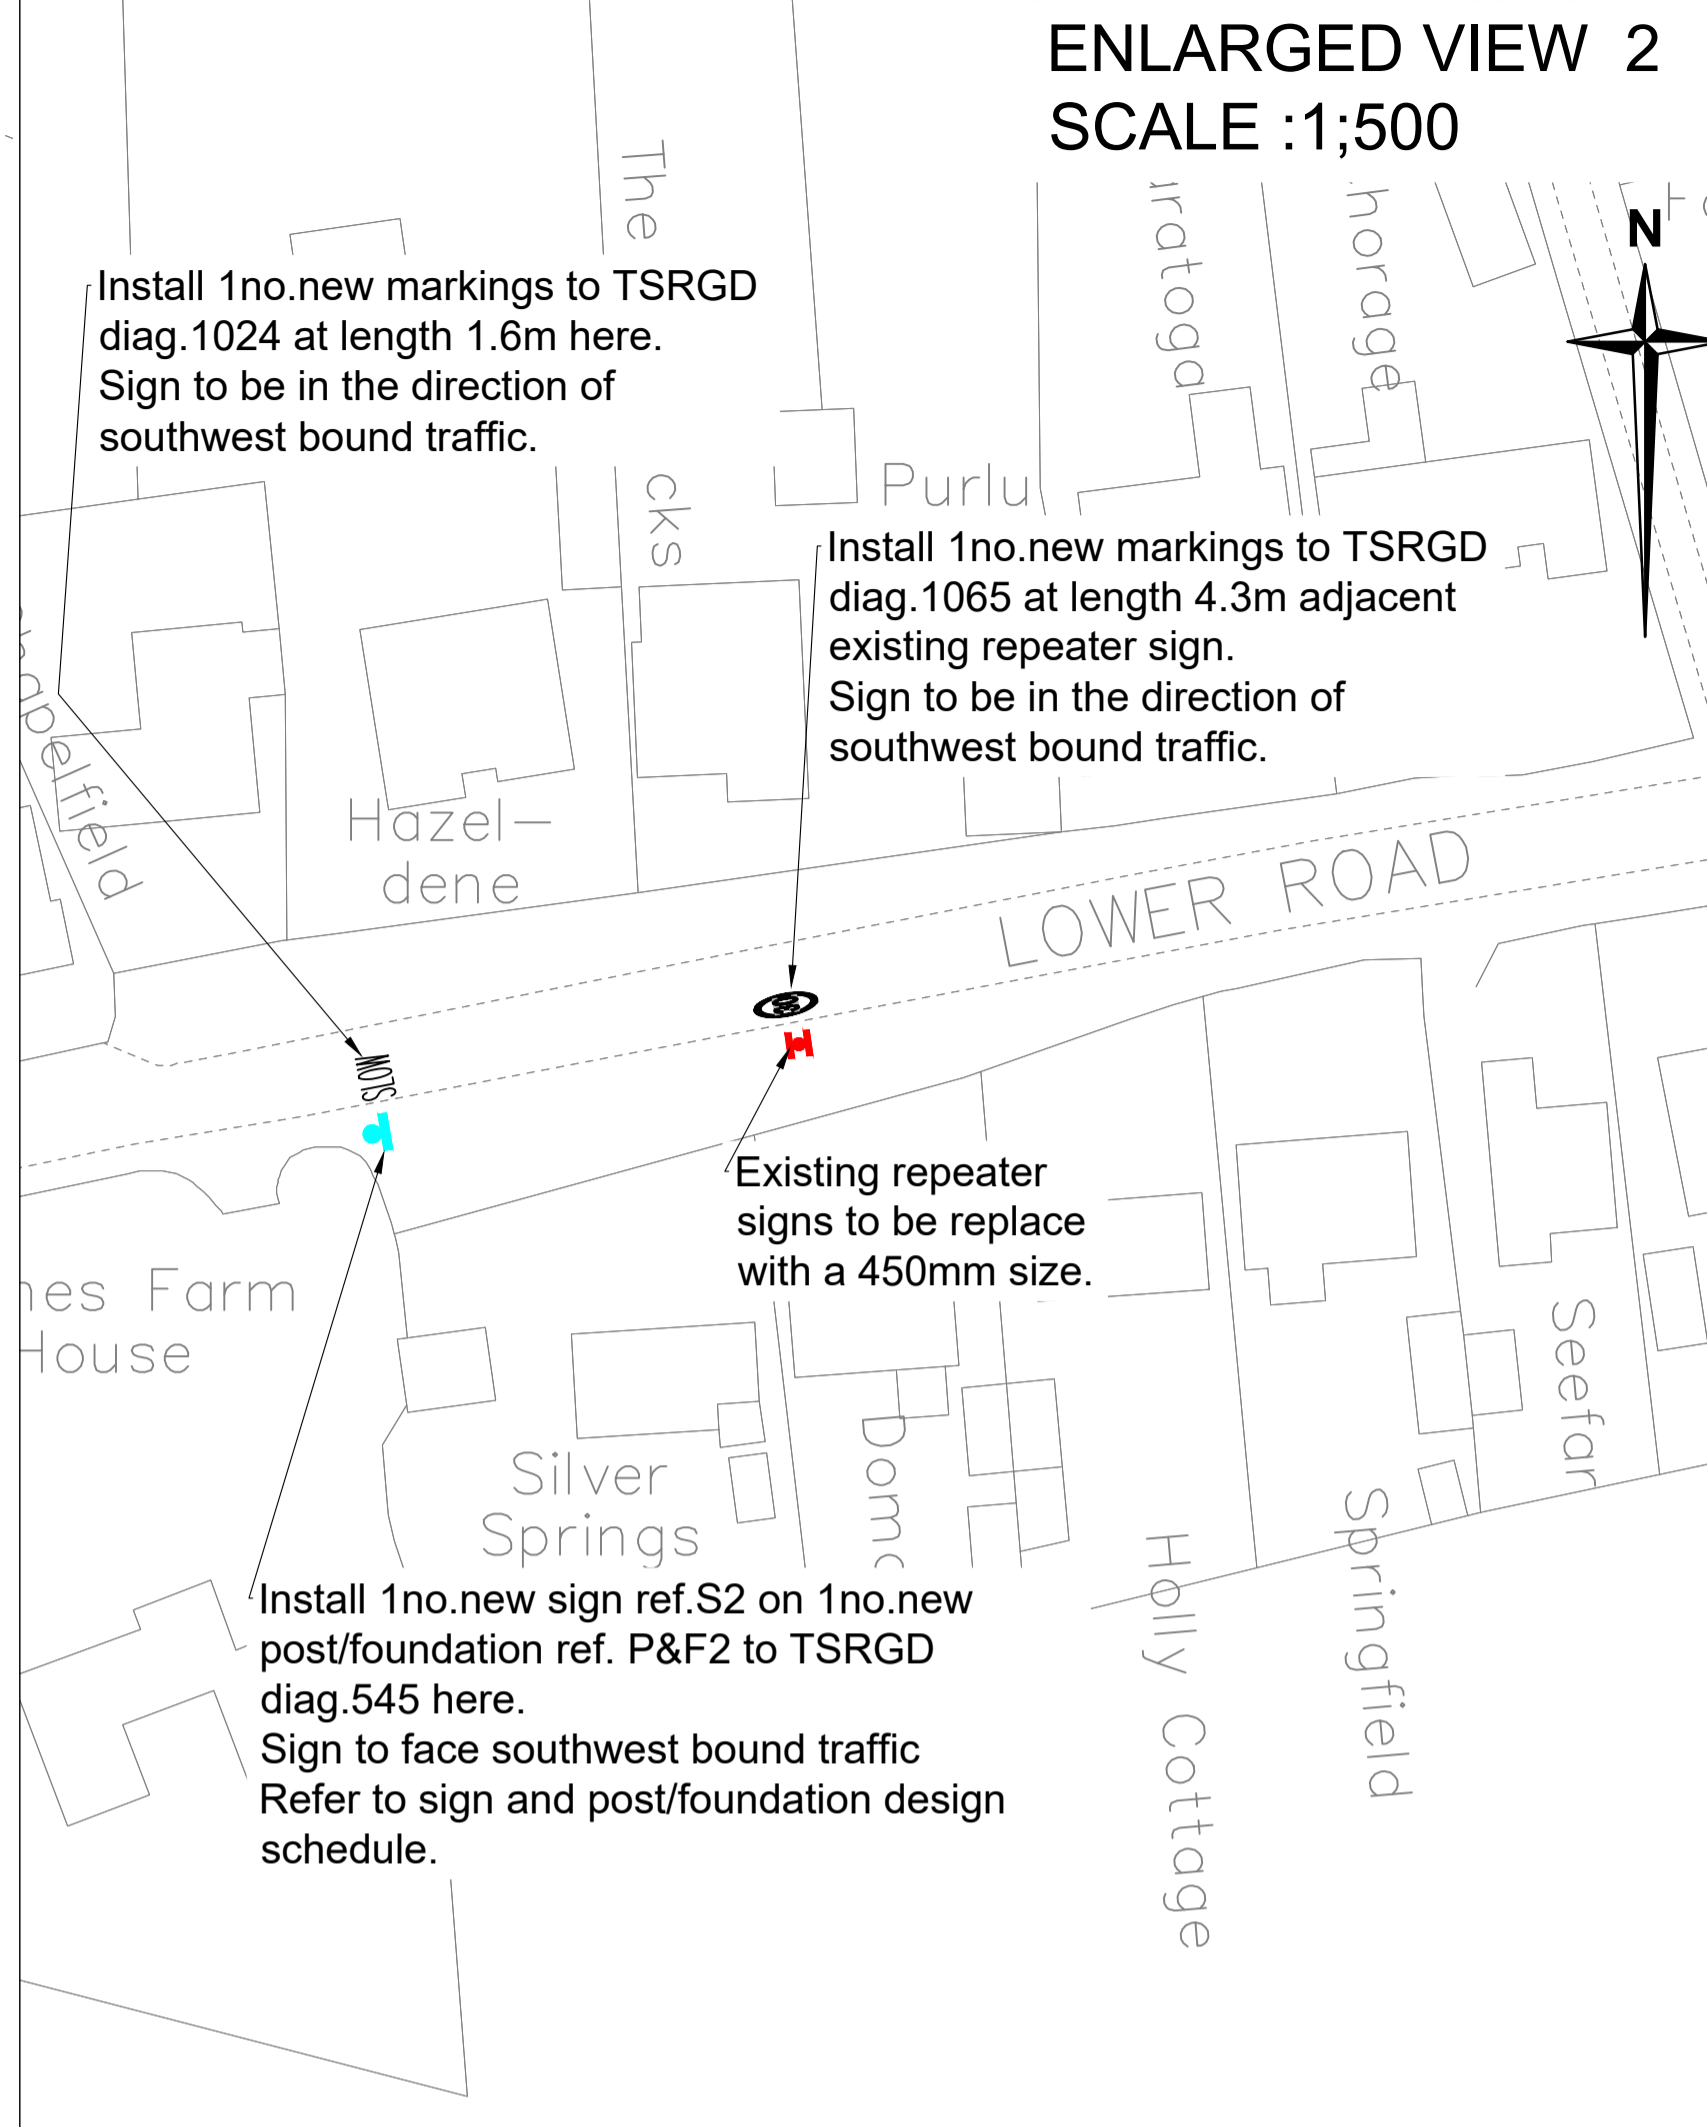 ENLARGED VIEW 2
SCALE :1;500
N
The
cks
Install 1no.new markings to TSRGD
diag.1024 at length 1.6m here.
Sign to be in the direction of
southwest bound traffic.
uratoga
horage
Purlu
Install 1no.new markings to TSRGD
diag.1065 at length 4.3m adjacent
existing repeater sign.
Sign to be in the direction of
southwest bound traffic.
Hazel-
dene
LOWER ROAD
30
SLOW
Existing repeater
signs to be replace
with a 450mm size.
nes Farm
House
Silver
Springs
Domo
Holly Cottage
Springfield
Seefar
Install 1no.new sign ref.S2 on 1no.new
post/foundation ref. P&F2 to TSRGD
diag.545 here.
Sign to face southwest bound traffic
Refer to sign and post/foundation design
schedule.